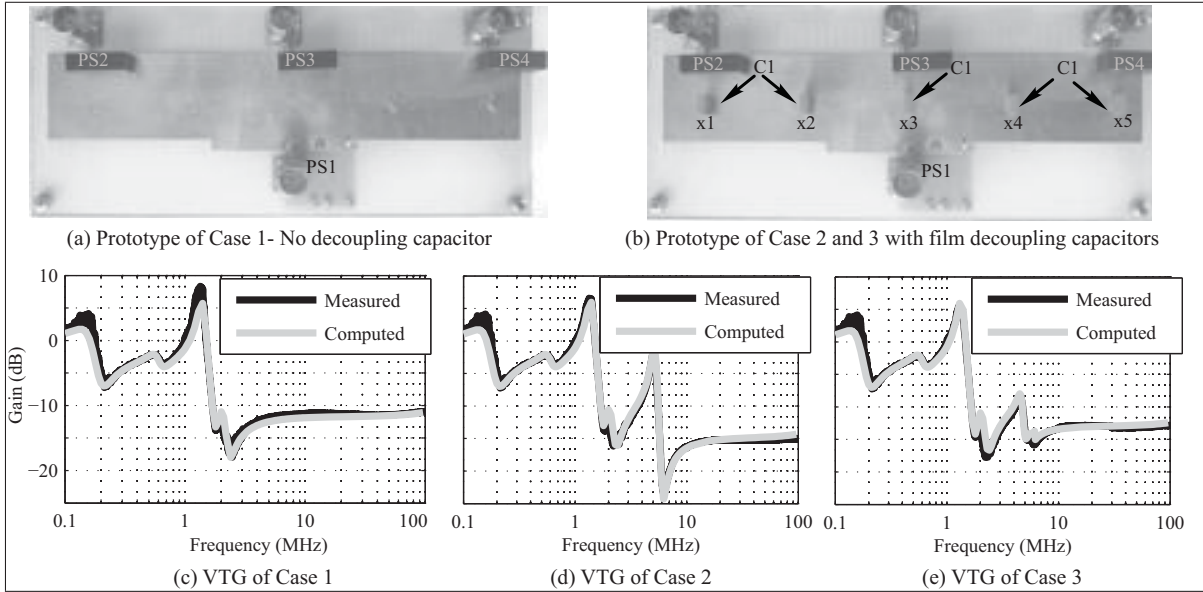 PS2 PS3 PS4
PS1
(a) Prototype of Case 1- No decoupling capacitor
PS2 C1 PS3 C1 C1 PS4
x1 x2 x3 x4 x5
PS1
(b) Prototype of Case 2 and 3 with film decoupling capacitors
10
0
−10
−20
Gain (dB)
Measured
Computed
0.1 1 10 100
Frequency (MHz)
(c) VTG of Case 1
Measured
Computed
0.1 1 10 100
Frequency (MHz)
(d) VTG of Case 2
Measured
Computed
0.1 1 10 100
Frequency (MHz)
(e) VTG of Case 3